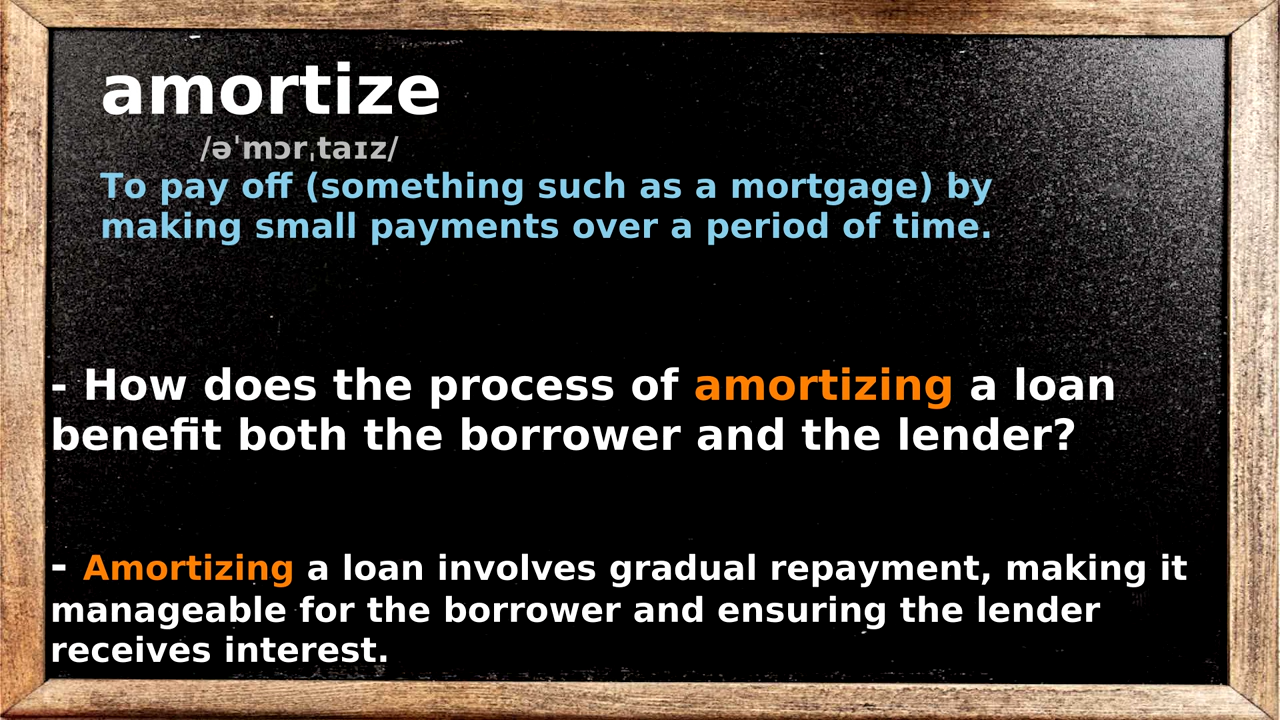 amortize
/əˈmɔrˌtaɪz/
To pay off (something such as a mortgage) by
making small payments over a period of time.
- How does the process of amortizing a loan
benefit both the borrower and the lender?
- Amortizing a loan involves gradual repayment, making it
manageable for the borrower and ensuring the lender
receives interest.